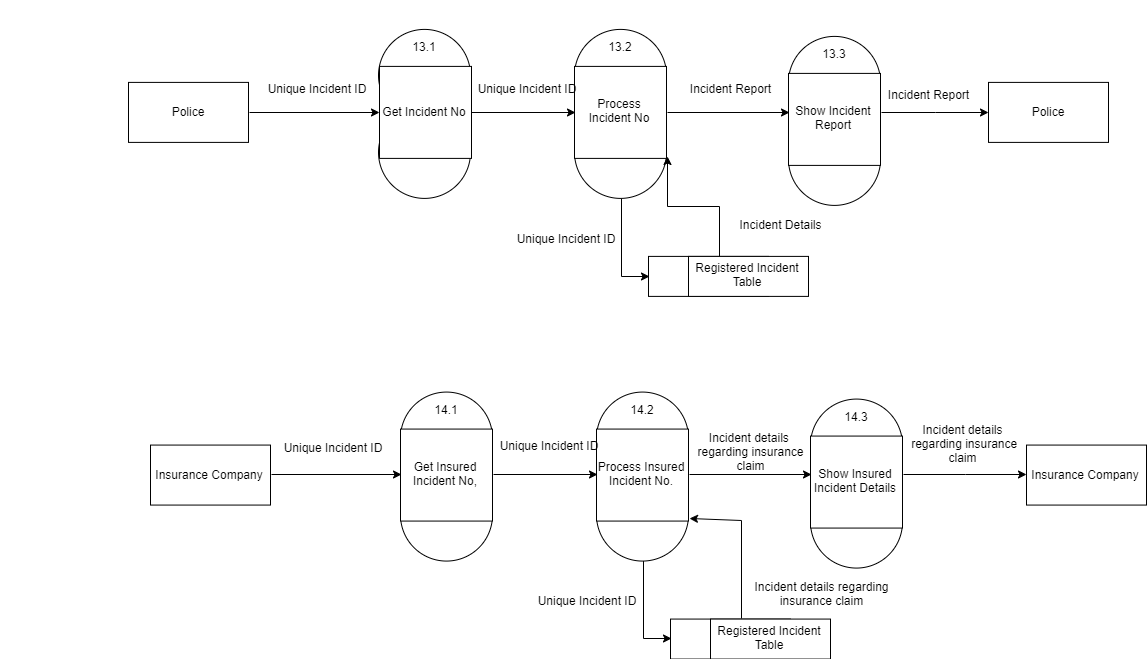 13.1
13.2
13.3
Unique Incident ID
Unique Incident ID
Incident Report
Incident Report
Police
Get Incident No
Process
Incident No
Show Incident
Report
Police
Unique Incident ID
Incident Details
Registered Incident
Table
14.1
14.2
14.3
Unique Incident ID
Unique Incident ID
Incident details
regarding insurance
claim
Incident details
regarding insurance
claim
Insurance Company
Get Insured
Incident No,
Process Insured
Incident No.
Show Insured
Incident Details
Insurance Company
Unique Incident ID
Incident details regarding
insurance claim
Registered Incident
Table